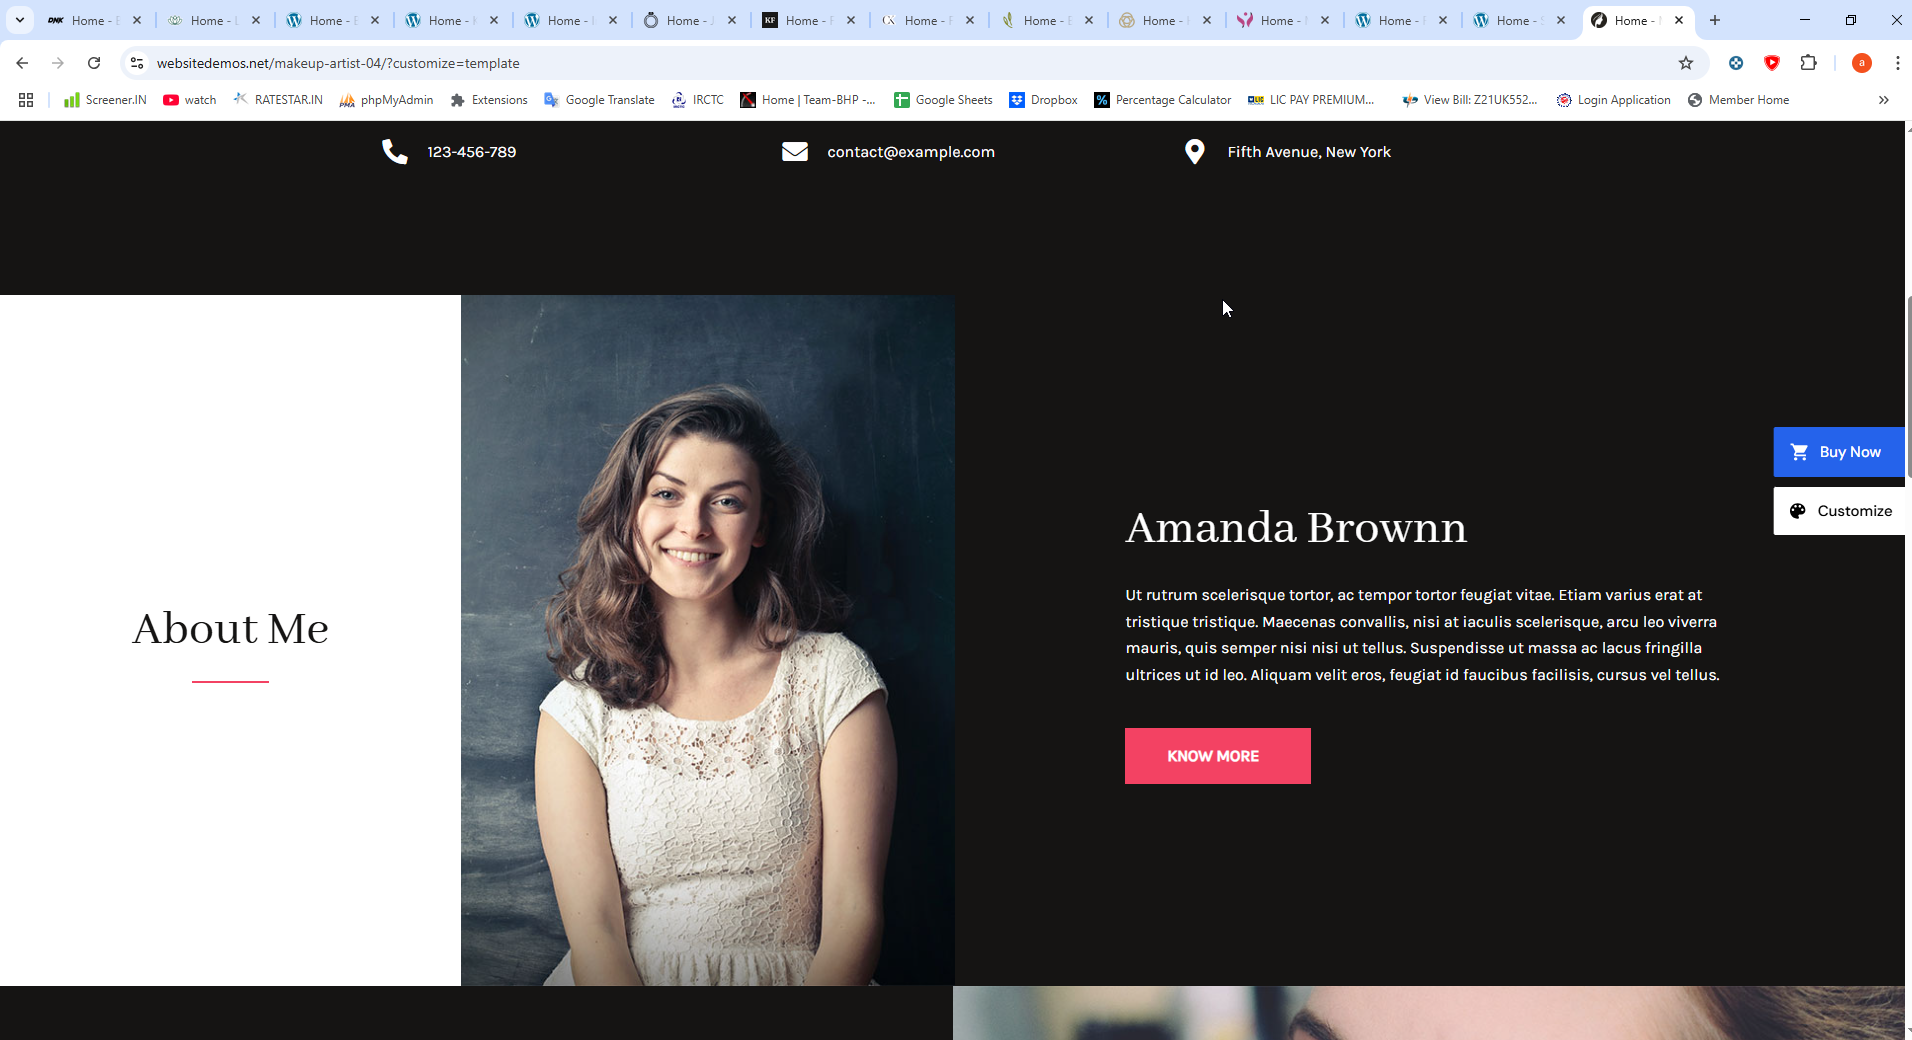 DNK Home - E
Home - L
Home - E
Home - H
Home - I
Home - J
KF Home - F
Home - F
Home - E
Home -
Home - M
Home - F
Home - S
Home -
websitedemos.net/makeup-artist-04/?customize=template
a
Screener.IN
watch
RATESTAR.IN
phpMyAdmin
Extensions
Google Translate
IRCTC
Home | Team-BHP -...
Google Sheets
Dropbox
Percentage Calculator
LIC PAY PREMIUM...
View Bill: Z21UK552...
Login Application
Member Home
123-456-789
contact@example.com
Fifth Avenue, New York
Buy Now
Customize
About Me
Amanda Brownn
Ut rutrum scelerisque tortor, ac tempor tortor feugiat vitae. Etiam varius erat at
tristique tristique. Maecenas convallis, nisi at iaculis scelerisque, arcu leo viverra
mauris, quis semper nisi nisi ut tellus. Suspendisse ut massa ac lacus fringilla
ultrices ut id leo. Aliquam velit eros, feugiat id faucibus facilisis, cursus vel tellus.
KNOW MORE